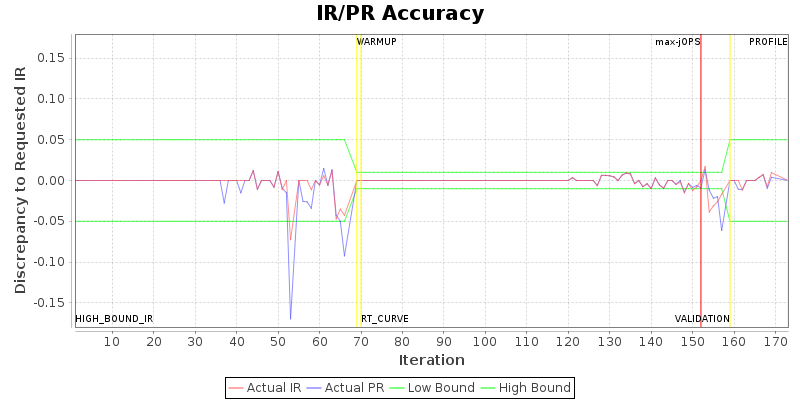 IR/PR Accuracy
WARMUP
max-jOPS
PROFILE
Discrepancy to Requested IR
0.15
0.10
0.05
0.00
-0.05
-0.10
-0.15
HIGH_BOUND_IR
RT_CURVE
VALIDATION
10 20 30 40 50 60 70 80 90 100 110 120 130 140 150 160 170
Iteration
Actual IR Actual PR Low Bound High Bound